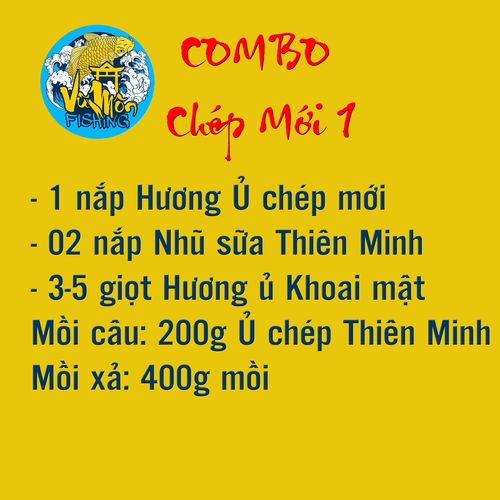 Vũ Môn
FISHING
COMBO
Chép Mới 1
- 1 nắp Hương Ủ chép mới
- 02 nắp Nhũ sữa Thiên Minh
- 3-5 giọt Hương ủ Khoai mật
Mồi câu: 200g Ủ chép Thiên Minh
Mồi xả: 400g mồi